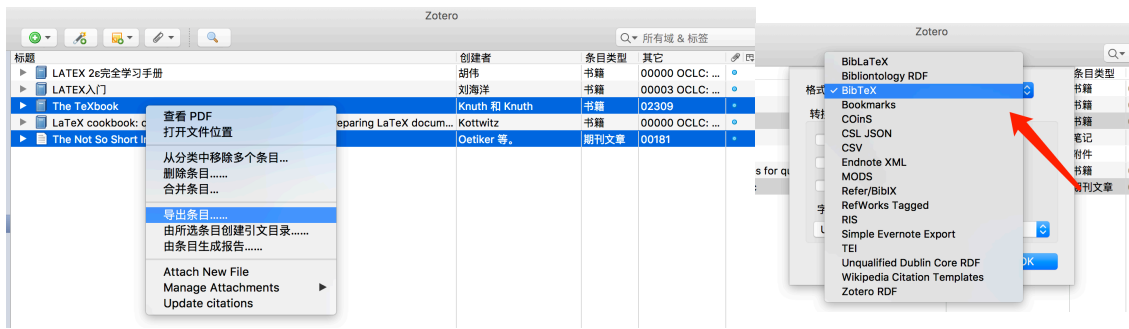 Zotero
所有域 & 标签
标题 创建者 条目类型 其它
LATEX 2ε完全学习手册 胡伟 书籍 00000 OCLC: ...
LATEX入门 刘海洋 书籍 00003 OCLC: ...
The TeXbook Knuth 和 Knuth 书籍 02309
LaTeX cookbook: eparing LaTeX docum... Kottwitz 书籍 00000 OCLC: ...
The Not So Short Oetiker 等。 期刊文章 00181
查看 PDF
打开文件位置
从分类中移除多个条目...
删除条目......
合并条目...
导出条目......
由所选条目创建引文目录......
由条目生成报告......
Attach New File
Manage Attachments
Update citations
Zotero
条目类型
书籍
书籍
书籍
笔记
附件
s for qu 书籍
期刊文章
格式
BibLaTeX
Bibliontology RDF
✓ BibTeX
Bookmarks
COinS
CSL JSON
CSV
Endnote XML
MODS
Refer/BibIX
RefWorks Tagged
RIS
Simple Evernote Export
TEI
Unqualified Dublin Core RDF
Wikipedia Citation Templates
Zotero RDF
OK